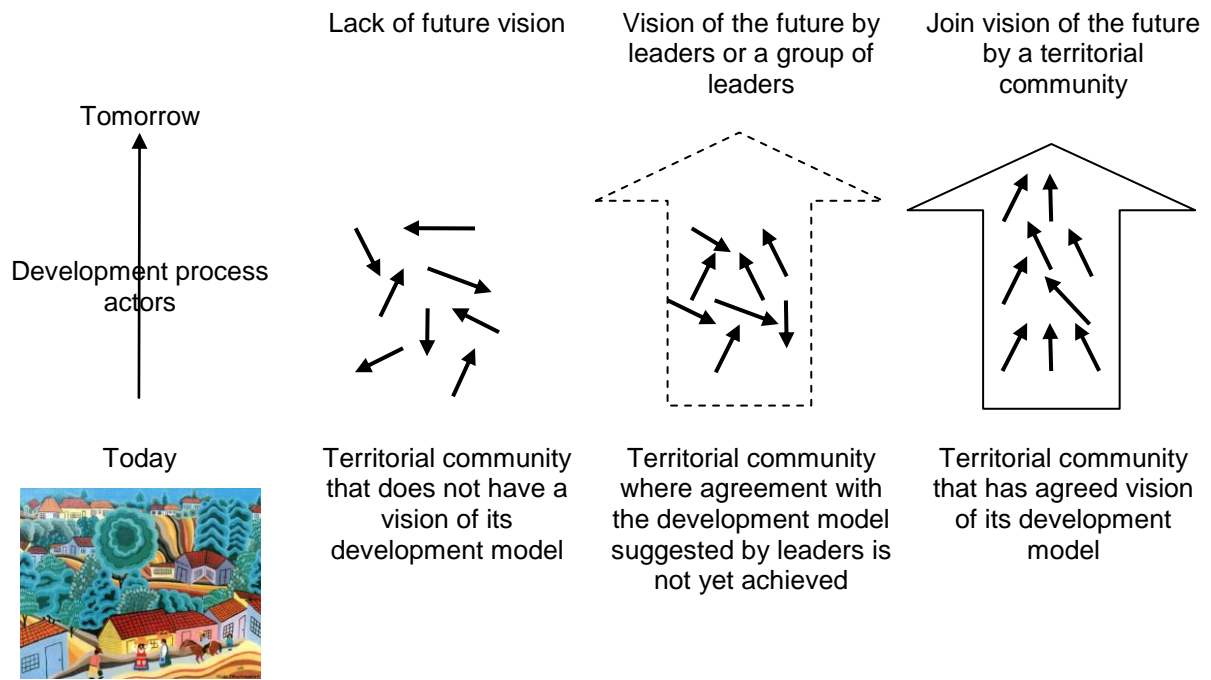 Lack of future vision
Vision of the future by
leaders or a group of
leaders
Join vision of the future
by a territorial
community
Tomorrow
Development process
actors
Today
Territorial community
that does not have a
vision of its
development model
Territorial community
where agreement with
the development model
suggested by leaders is
not yet achieved
Territorial community
that has agreed vision
of its development
model